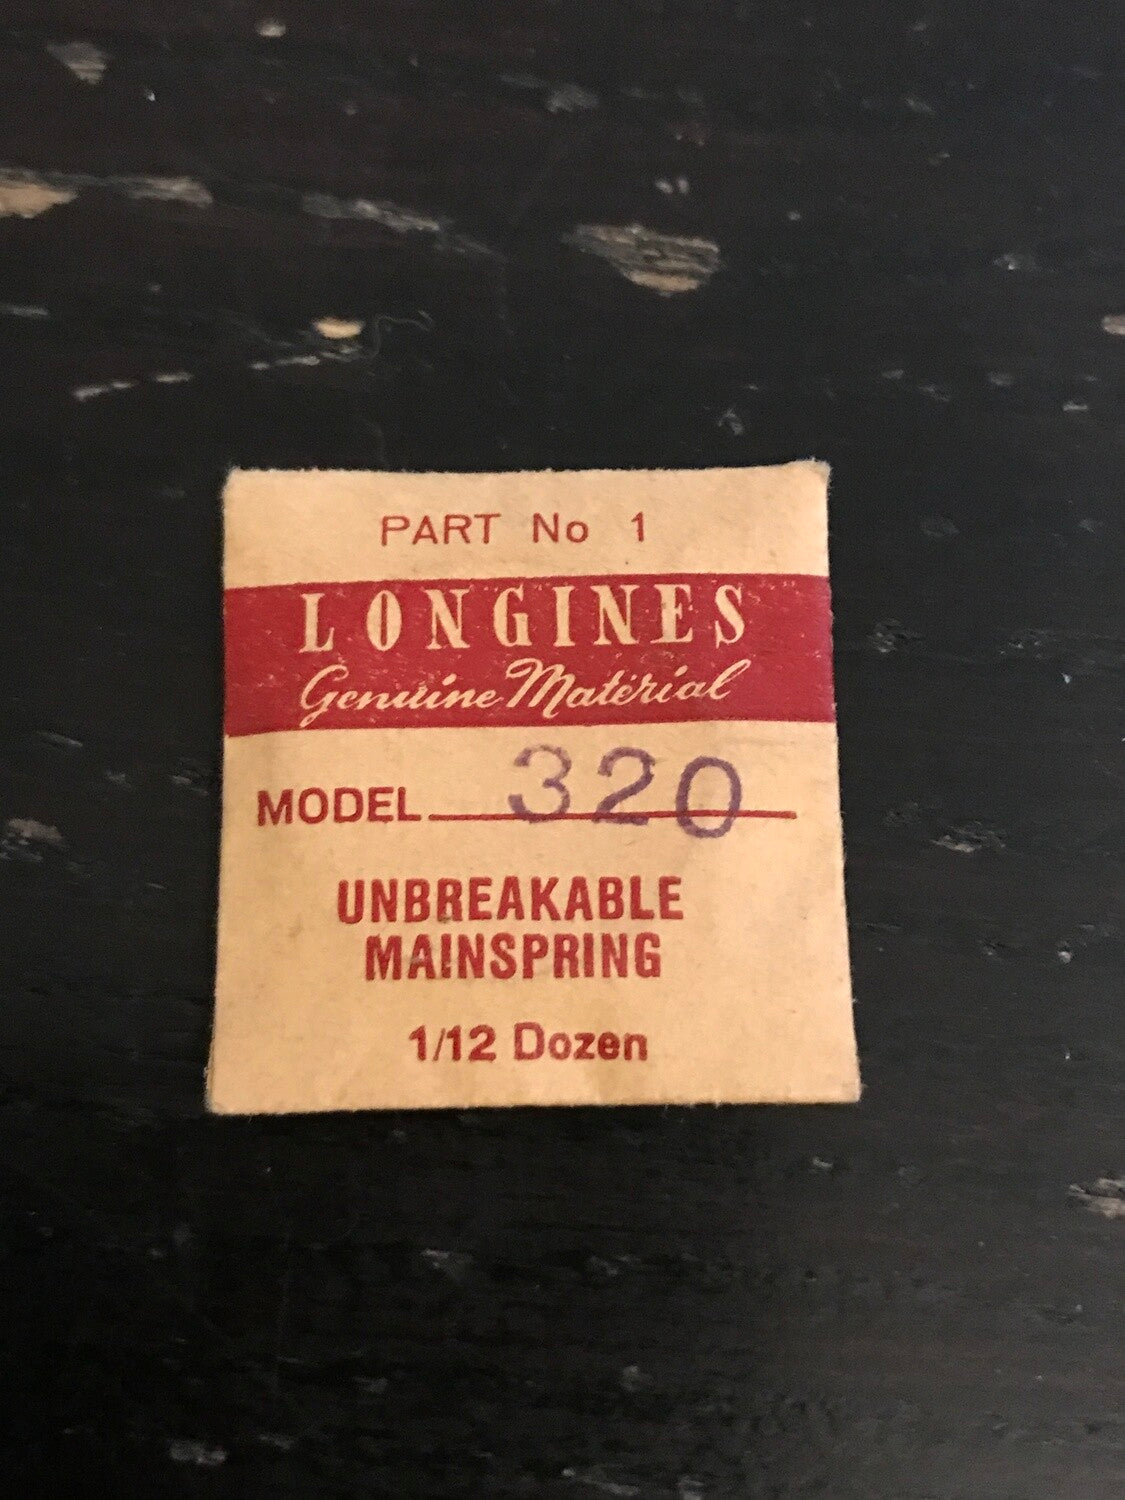 PART No 1
LONGINES
Genuine Material
MODEL 320
UNBREAKABLE
MAINSPRING
1/12 Dozen